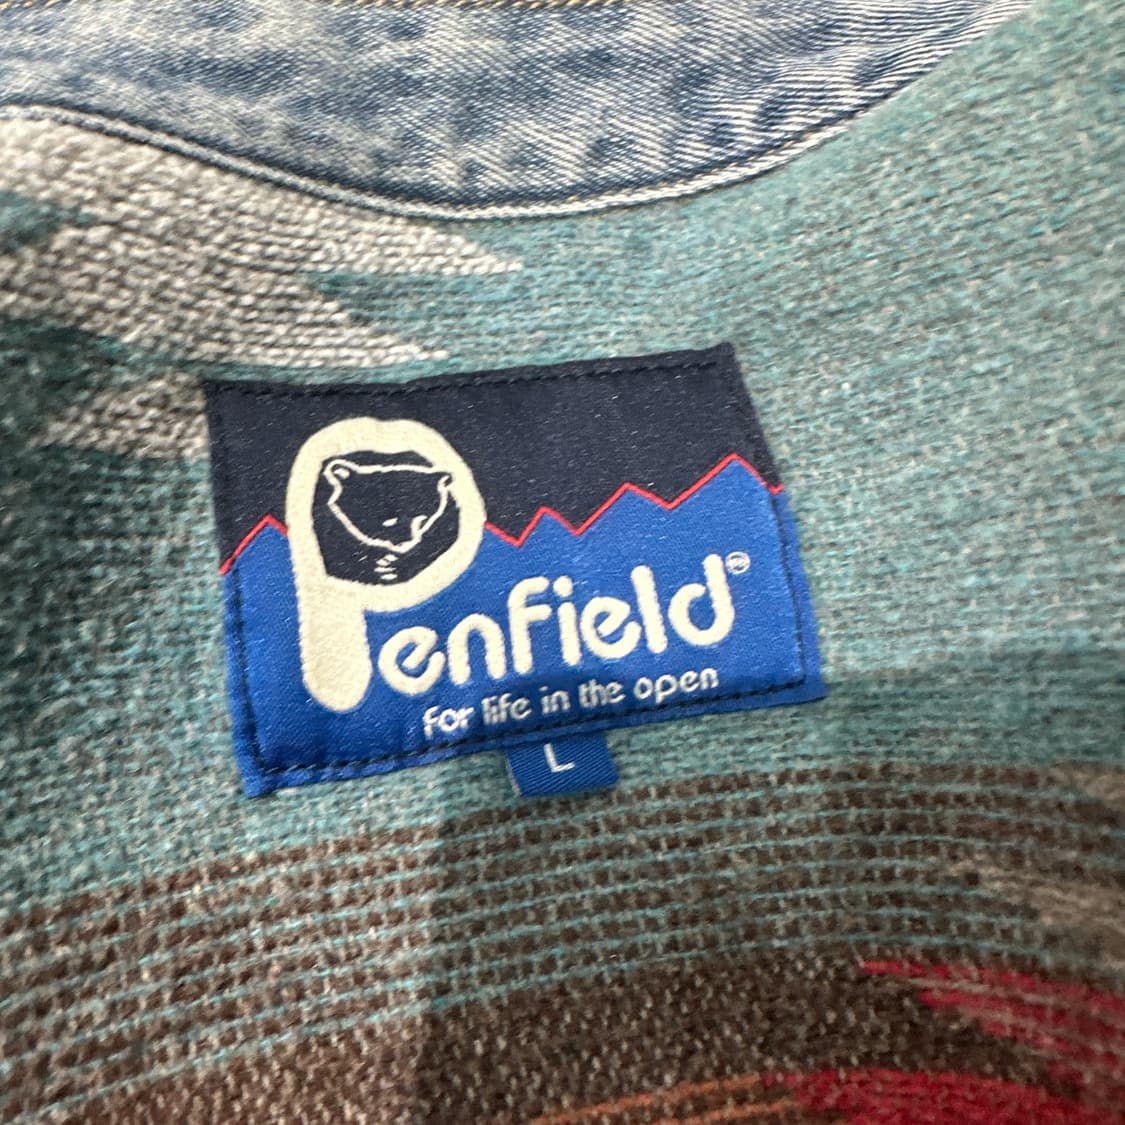 Penfield®
for life in the open
L